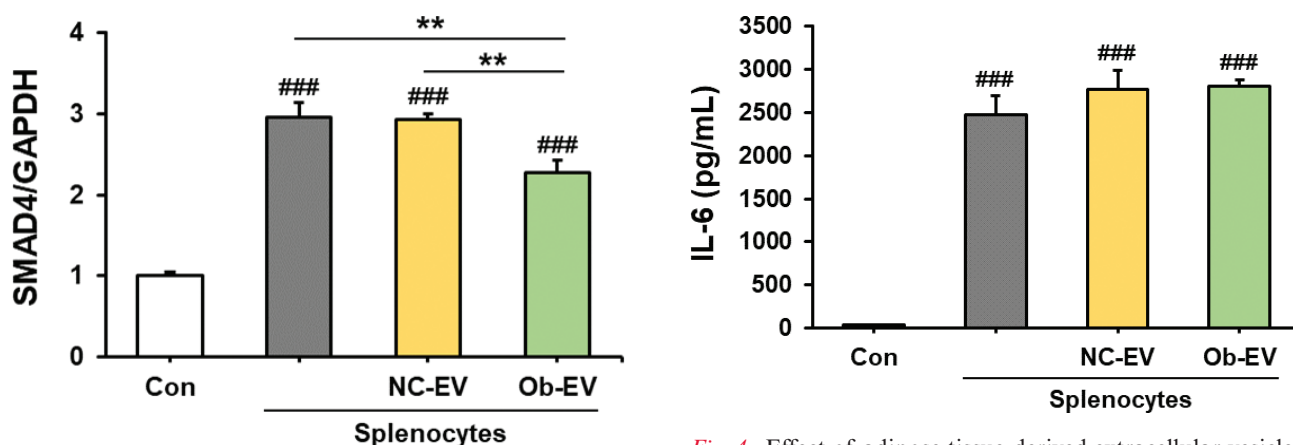 SMAD4/GAPDH
4
3
2
1
0
**
**
###
###
###
Con
NC-EV
Ob-EV
Splenocytes
IL-6 (pg/mL)
3500
3000
2500
2000
1500
1000
500
0
###
###
###
Con
NC-EV
Ob-EV
Splenocytes